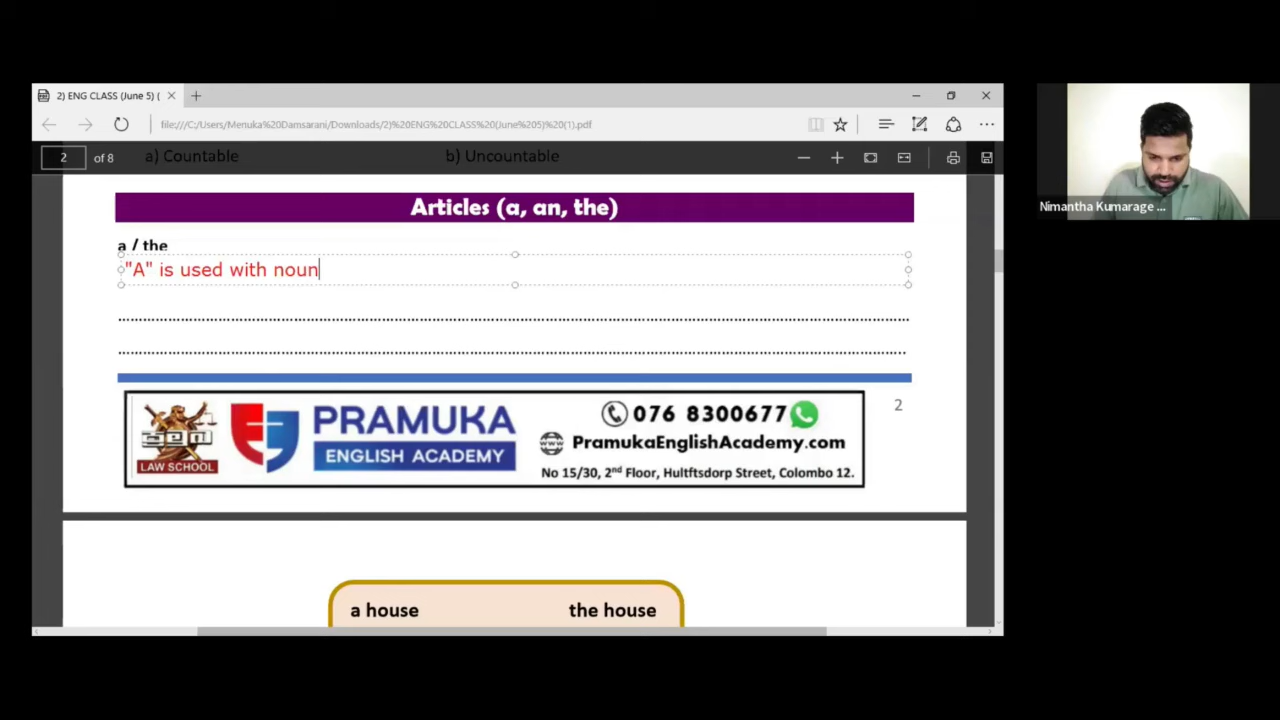 2) ENG CLASS (June 5) (
file:///C:/Users/Menuka%20Damsarani/Downloads/2)%20ENG%20CLASS%20(June%205)%20(1).pdf
2 of 8
a) Countable b) Uncountable
Articles (a, an, the)
a / the
"A" is used with noun
LAW SCHOOL
PRAMUKA
ENGLISH ACADEMY
076 8300677
PramukaEnglishAcademy.com
No 15/30, 2nd Floor, Hulftsdorp Street, Colombo 12.
2
a house the house
Nimantha Kumarage ...